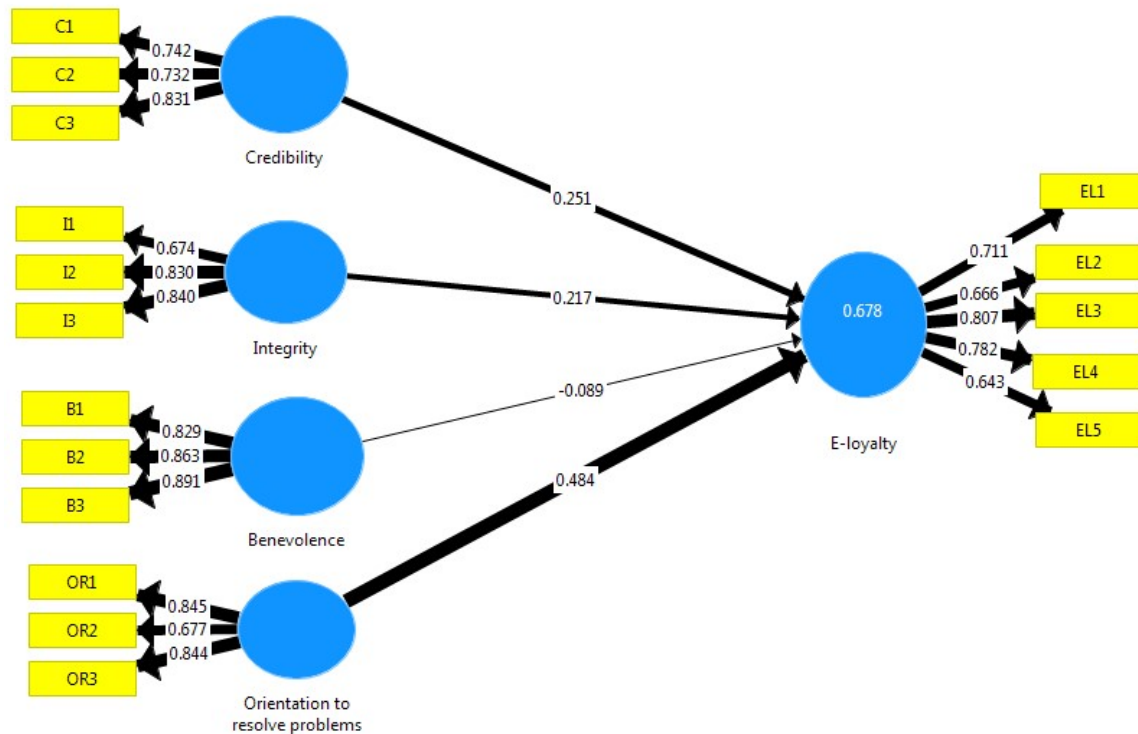 C1
0.742
C2
0.732
0.831
C3
Credibility
0.251
I1
0.674
I2
0.830
0.840
I3
Integrity
0.217
B1
0.829
B2
0.863
0.891
B3
Benevolence
-0.089
OR1
0.845
OR2
0.677
0.844
OR3
Orientation to
resolve problems
0.484
0.678
E-loyalty
EL1
0.711
EL2
0.666
EL3
0.807
0.782
EL4
0.643
EL5